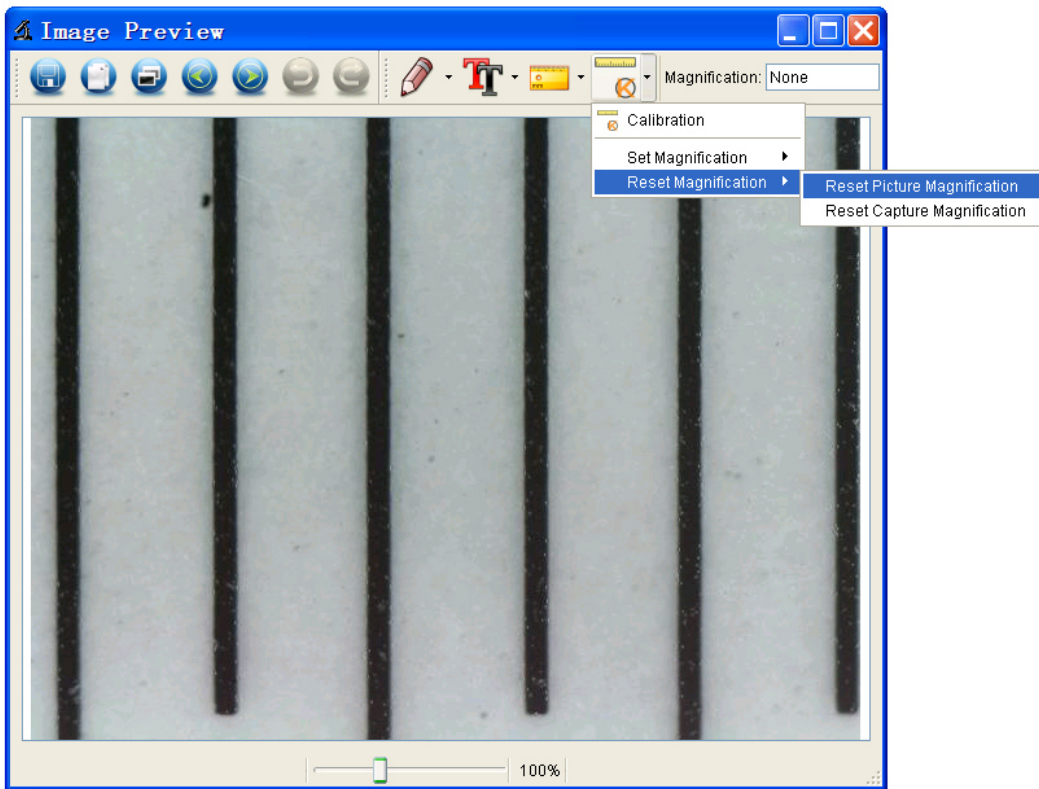 Image Preview
Magnification: None
Calibration
Set Magnification
Reset Magnification
Reset Picture Magnification
Reset Capture Magnification
100%